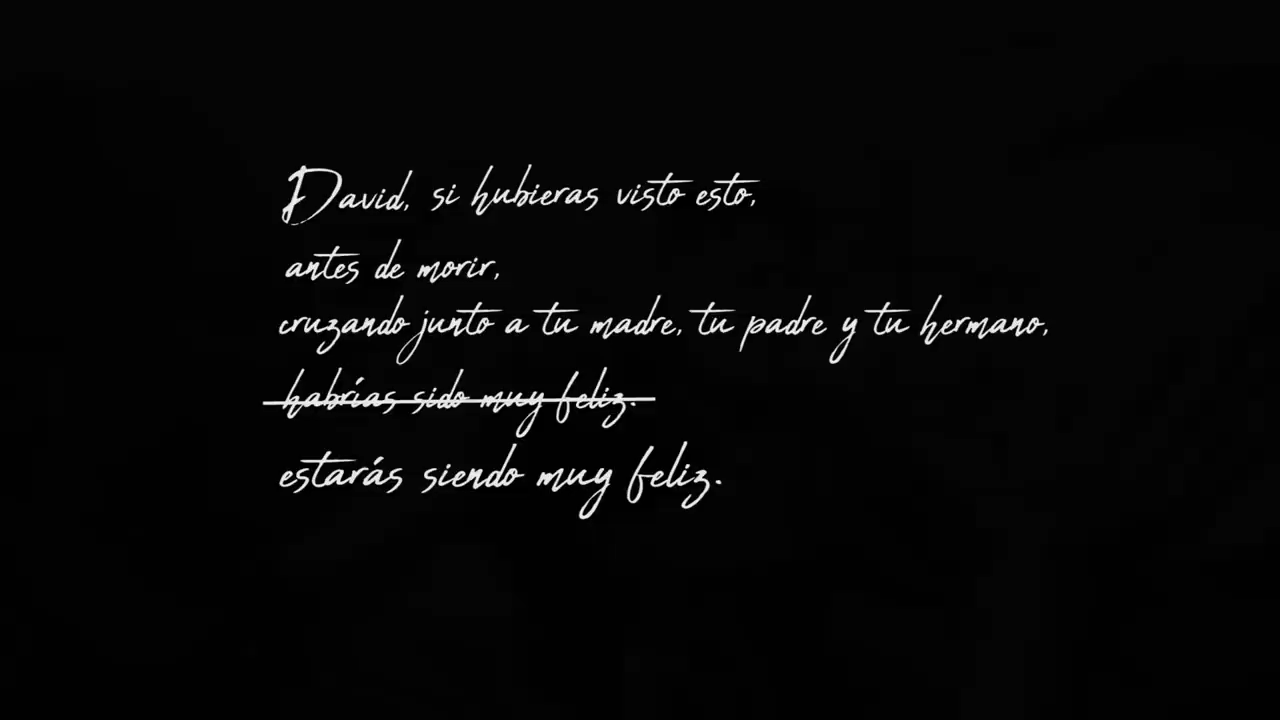 David, si hubieras visto esto,
antes de morir,
cruzando junto a tu madre, tu padre y tu hermano,
habrías sido muy feliz.
estarás siendo muy feliz.